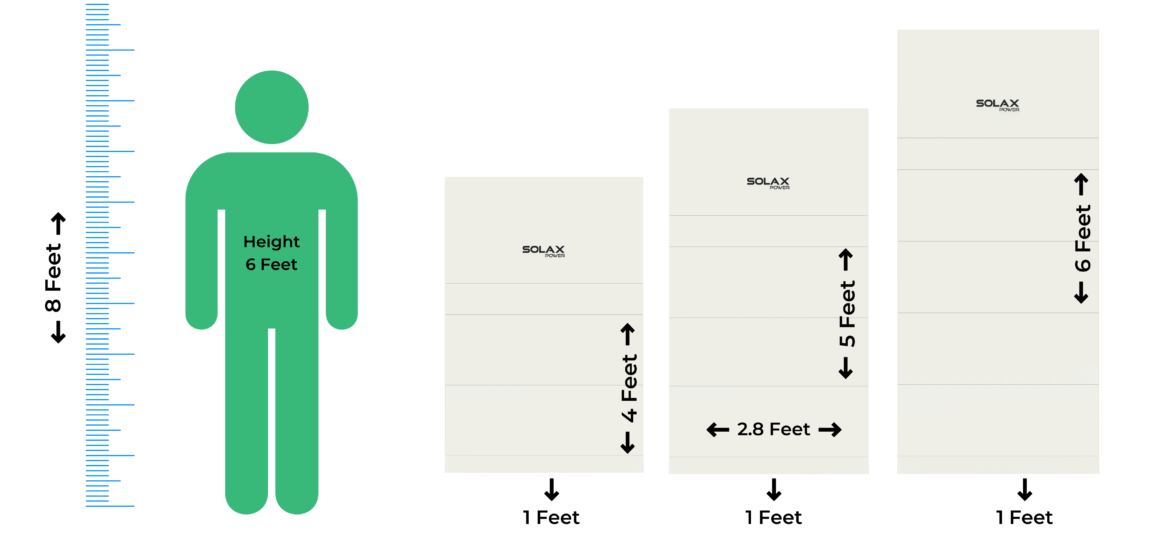 8 Feet
Height
6 Feet
SOLAX
POWER
4 Feet
1 Feet
SOLAX
POWER
5 Feet
2.8 Feet
1 Feet
SOLAX
POWER
6 Feet
1 Feet